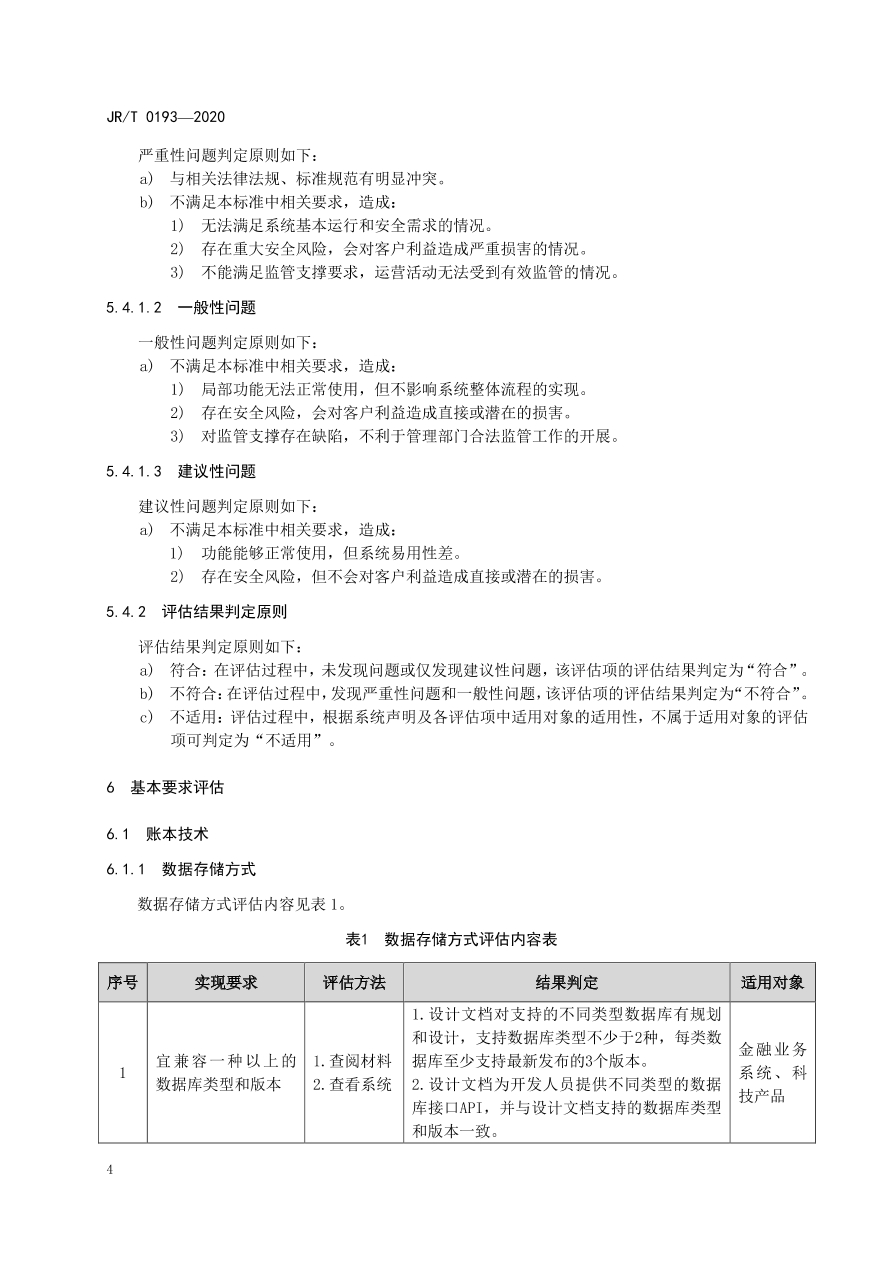 JR/T 0193—2020
严重性问题判定原则如下：
a) 与相关法律法规、标准规范有明显冲突。
b) 不满足本标准中相关要求，造成：
1) 无法满足系统基本运行和安全需求的情况。
2) 存在重大安全风险，会对客户利益造成严重损害的情况。
3) 不能满足监管支撑要求，运营活动无法受到有效监管的情况。
5.4.1.2 一般性问题
一般性问题判定原则如下：
a) 不满足本标准中相关要求，造成：
1) 局部功能无法正常使用，但不影响系统整体流程的实现。
2) 存在安全风险，会对客户利益造成直接或潜在的损害。
3) 对监管支撑存在缺陷，不利于管理部门合法监管工作的开展。
5.4.1.3 建议性问题
建议性问题判定原则如下：
a) 不满足本标准中相关要求，造成：
1) 功能能够正常使用，但系统易用性差。
2) 存在安全风险，但不会对客户利益造成直接或潜在的损害。
5.4.2 评估结果判定原则
评估结果判定原则如下：
a) 符合：在评估过程中，未发现问题或仅发现建议性问题，该评估项的评估结果判定为“符合”。
b) 不符合：在评估过程中，发现严重性问题和一般性问题，该评估项的评估结果判定为“不符合”。
c) 不适用：评估过程中，根据系统声明及各评估项中适用对象的适用性，不属于适用对象的评估
项可判定为“不适用”。
6 基本要求评估
6.1 账本技术
6.1.1 数据存储方式
数据存储方式评估内容见表 1。
表1 数据存储方式评估内容表
序号 实现要求 评估方法 结果判定 适用对象
1
宜兼容一种以上的
数据库类型和版本
1.查阅材料
2.查看系统
1.设计文档对支持的不同类型数据库有规划
和设计，支持数据库类型不少于2种，每类数
据库至少支持最新发布的3个版本。
2.设计文档为开发人员提供不同类型的数据
库接口API，并与设计文档支持的数据库类型
和版本一致。
金融业务
系统、科
技产品
4